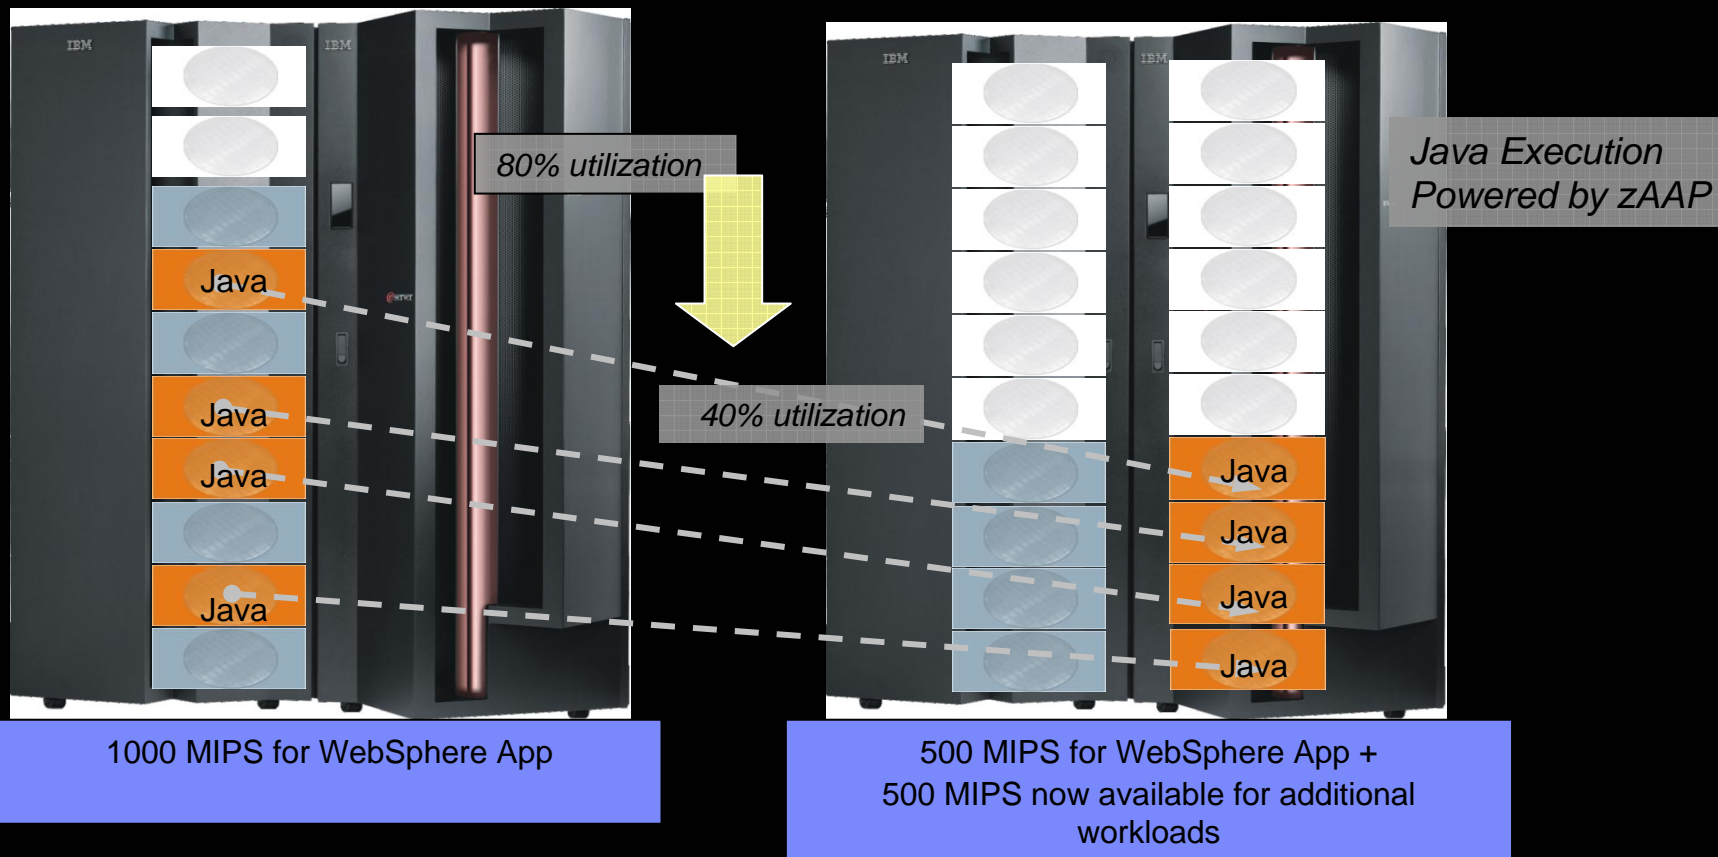 IBM
IBM
80% utilization
Java
eserver
Java
Java
Java
1000 MIPS for WebSphere App
40% utilization
IBM
IBM
Java Execution
Powered by zAAP
Java
Java
Java
Java
500 MIPS for WebSphere App +
500 MIPS now available for additional
workloads